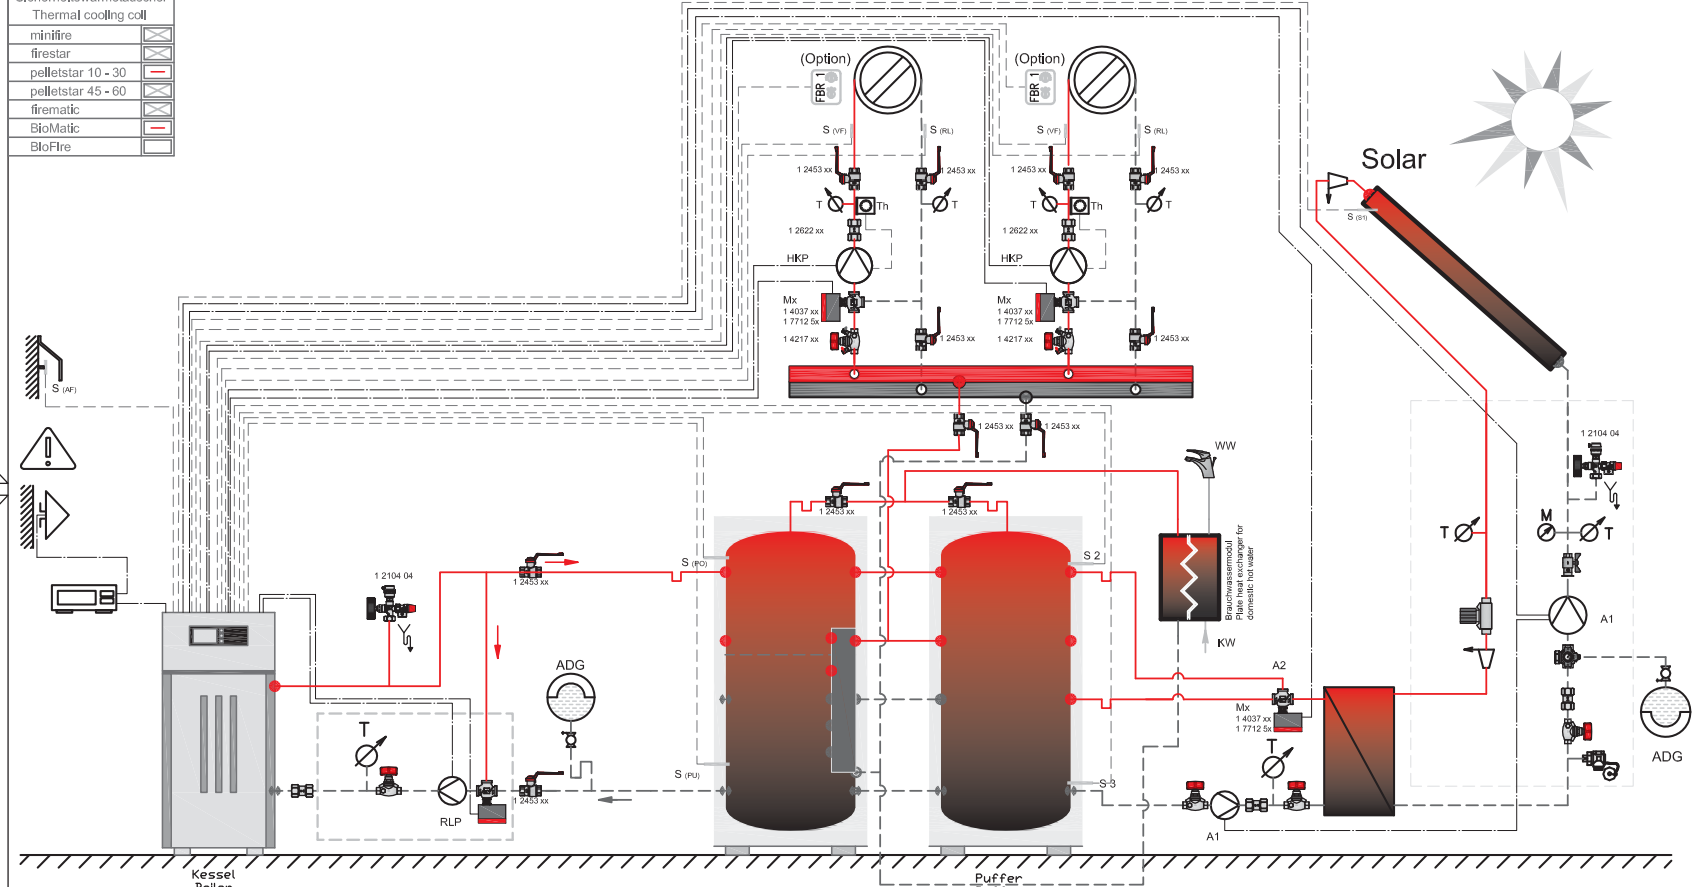 Thermal cooling coil
minifire
firestar
pelletstar 10 - 30
pelletstar 45 - 60
firematic
BioMatic
BioFire
(Option)
FBR 1
(Option)
FBR 1
S (VF)
S (RL)
S (VF)
S (RL)
1 2453 xx
1 2453 xx
1 2453 xx
1 2453 xx
T
Th
T
T
Th
T
1 2622 xx
1 2622 xx
HKP
HKP
Mx
1 4037 xx
1 7712 5x
Mx
1 4037 xx
1 7712 5x
1 4217 xx
1 2453 xx
1 4217 xx
1 2453 xx
Solar
S (S1)
S (AF)
1 2453 xx
1 2453 xx
1 2104 04
WW
1 2453 xx
1 2453 xx
T
M
T
S (PO)
S 2
1 2453 xx
1 2104 04
Brauchwassermodul
Plate heat exchanger for
domestic hot water
KW
A1
ADG
A2
Mx
1 4037 xx
1 7712 5x
T
T
ADG
S (PU)
S 3
1 2453 xx
RLP
A1
Kessel
Puffer